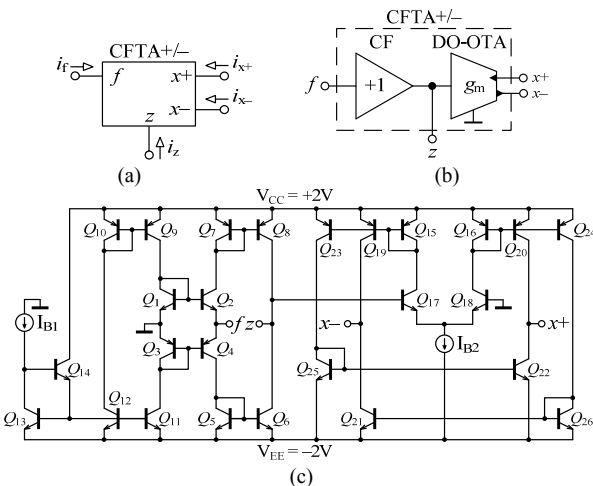 CFTA+/–
i_f
f
x+
x–
z
i_x+
i_x–
i_z
(a)
CFTA+/–
CF
DO-OTA
f
+1
g_m
x+
x–
z
(b)
V_CC = +2V
Q10
Q9
Q7
Q8
Q23
Q19
Q15
Q16
Q20
Q24
Q1
Q2
Q17
Q18
I_B1
f
z
x–
x+
Q3
Q4
I_B2
Q14
Q25
Q22
Q13
Q12
Q11
Q5
Q6
Q21
Q26
V_EE = –2V
(c)